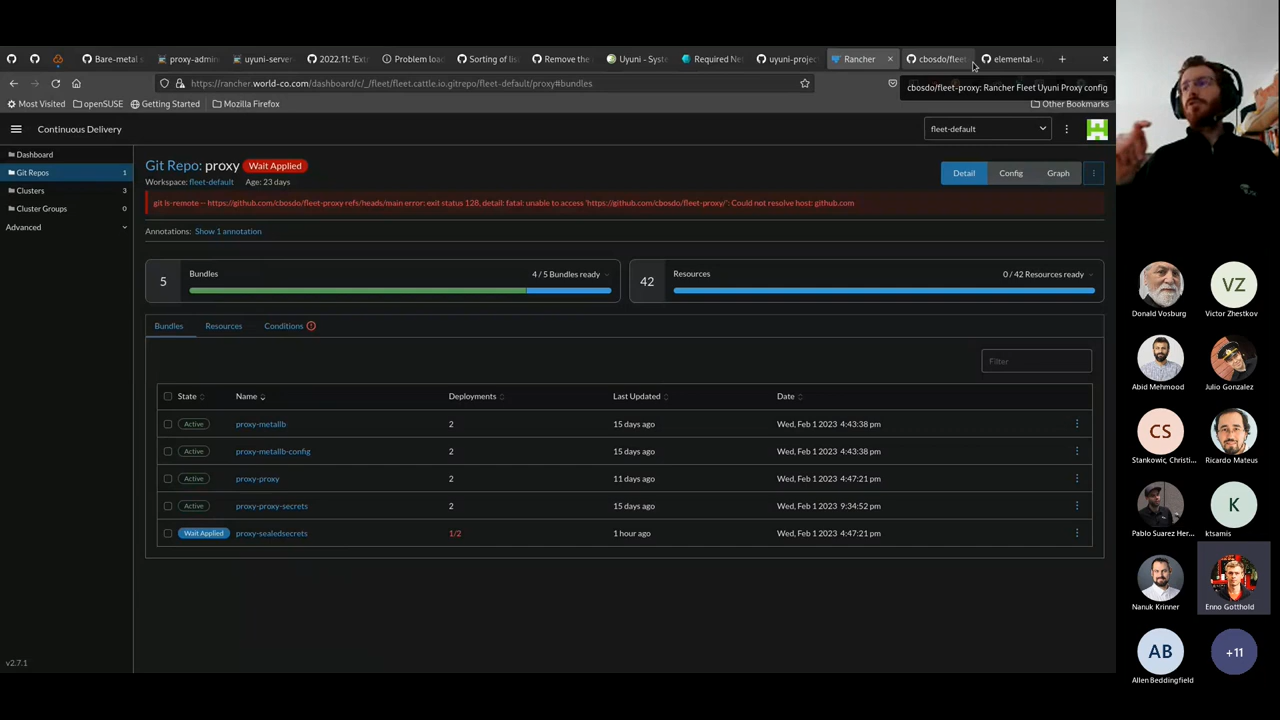 Bare-metal
proxy-admin
uyuni-server
2022.11: 'Ext
Problem loa
Sorting of li
Remove the
Uyuni - Syst
Required Ne
uyuni-projec
Rancher
cbosdo/fleet
elemental-u
https://rancher.world-co.com/dashboard/c/_/fleet/fleet.cattle.io.gitrepo/fleet-default/proxy#bundles
cbosdo/fleet-proxy: Rancher Fleet Uyuni Proxy config
Most Visited
openSUSE
Getting Started
Mozilla Firefox
Other Bookmarks
Continuous Delivery
fleet-default
Dashboard
Git Repos 1
Clusters 3
Cluster Groups 0
Advanced
v2.7.1
Git Repo: proxy Wait Applied
Workspace: fleet-default Age: 23 days
Detail Config Graph
git ls-remote -- https://github.com/cbosdo/fleet-proxy refs/heads/main error: exit status 128, detail: fatal: unable to access 'https://github.com/cbosdo/fleet-proxy/': Could not resolve host: github.com
Annotations: Show 1 annotation
5 Bundles 4 / 5 Bundles ready
42 Resources 0 / 42 Resources ready
Bundles Resources Conditions
Filter
State Name Deployments Last Updated Date
Active proxy-metallb 2 15 days ago Wed, Feb 1 2023 4:43:38 pm
Active proxy-metallb-config 2 15 days ago Wed, Feb 1 2023 4:43:38 pm
Active proxy-proxy 2 11 days ago Wed, Feb 1 2023 4:47:21 pm
Active proxy-proxy-secrets 2 15 days ago Wed, Feb 1 2023 9:34:52 pm
Wait Applied proxy-sealedsecrets 1/2 1 hour ago Wed, Feb 1 2023 4:47:21 pm
Donald Vosburg
VZ
Victor Zhestkov
Abid Mehmood
Julio Gonzalez
CS
Stankowic, Christi...
Ricardo Mateus
Pablo Suarez Her...
K
ktsamis
Nanuk Krinner
Enno Gotthold
AB
Allen Beddingfield
+11